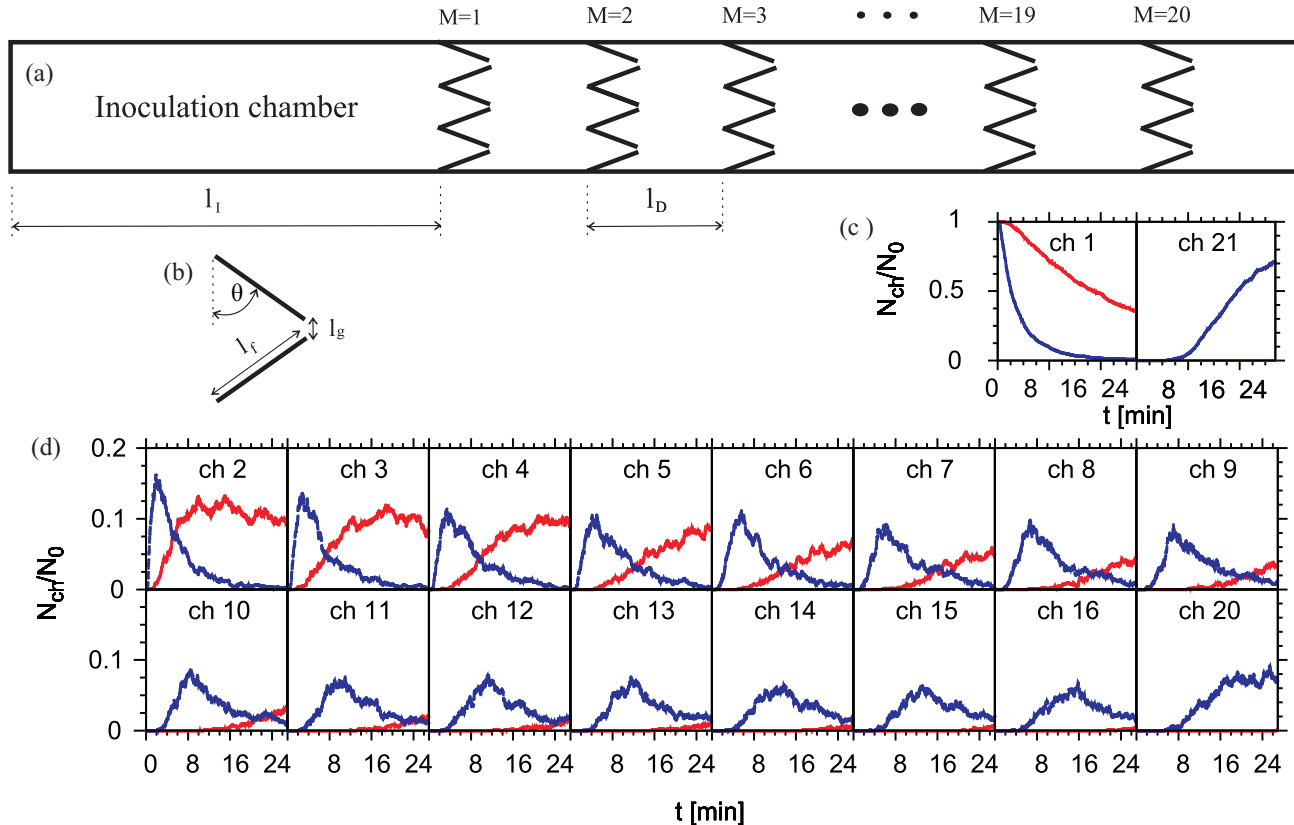 M=1 M=2 M=3 • • • M=19 M=20
(a)
Inoculation chamber
l_I
l_D
(b)
θ
l_g
l_f
(c )
ch 1 ch 21
N_ch/N_0
1
0.5
0
0 8 16 24 8 16 24
t [min]
(d)
0.2
ch 2 ch 3 ch 4 ch 5 ch 6 ch 7 ch 8 ch 9
0.1
N_ch/N_0
0
ch 10 ch 11 ch 12 ch 13 ch 14 ch 15 ch 16 ch 20
0.1
0
0 8 16 24 8 16 24 8 16 24 8 16 24 8 16 24 8 16 24 8 16 24 8 16 24
t [min]